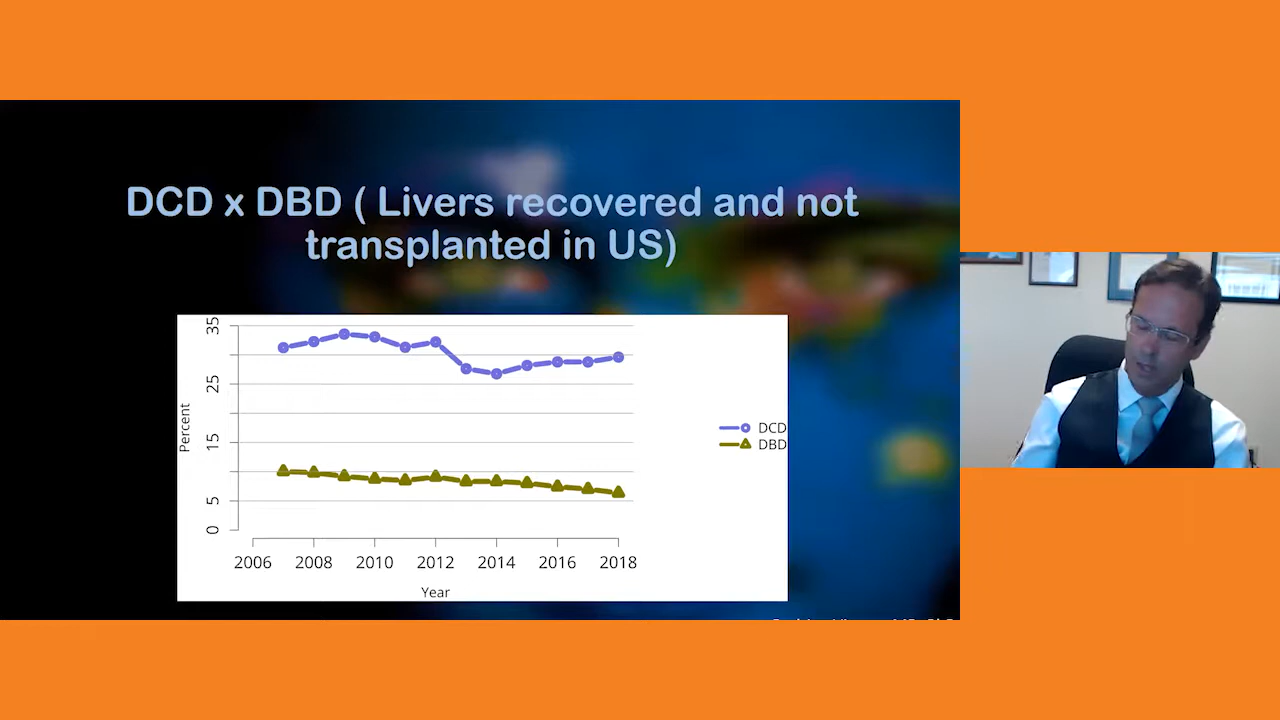 DCD x DBD ( Livers recovered and not
transplanted in US)
35
25
15
5
0
Percent
2006 2008 2010 2012 2014 2016 2018
Year
DCD
DBD